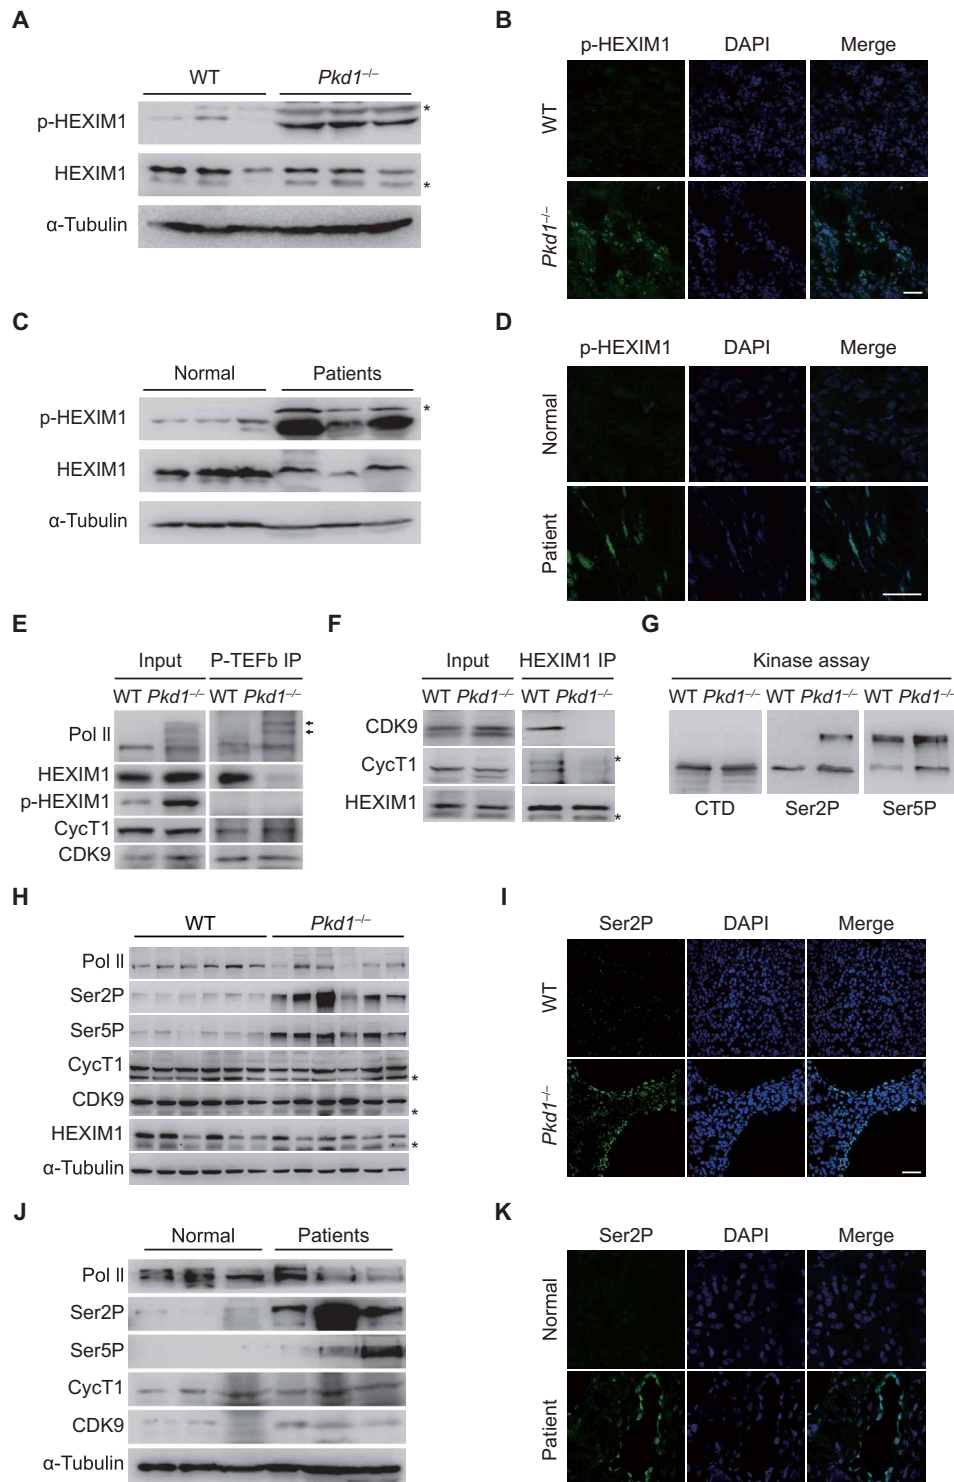 A
WT Pkd1–/–
p-HEXIM1 *
HEXIM1 *
α-Tubulin
B
p-HEXIM1 DAPI Merge
WT
Pkd1–/–
C
Normal Patients
p-HEXIM1 *
HEXIM1
α-Tubulin
D
p-HEXIM1 DAPI Merge
Normal
Patient
E
Input P-TEFb IP
WT Pkd1–/– WT Pkd1–/–
Pol II
HEXIM1
p-HEXIM1
CycT1
CDK9
F
Input HEXIM1 IP
WT Pkd1–/– WT Pkd1–/–
CDK9
CycT1 *
HEXIM1 *
G
Kinase assay
WT Pkd1–/– WT Pkd1–/– WT Pkd1–/–
CTD Ser2P Ser5P
H
WT Pkd1–/–
Pol II
Ser2P
Ser5P
CycT1 *
CDK9 *
HEXIM1 *
α-Tubulin
I
Ser2P DAPI Merge
WT
Pkd1–/–
J
Normal Patients
Pol II
Ser2P
Ser5P
CycT1
CDK9
α-Tubulin
K
Ser2P DAPI Merge
Normal
Patient